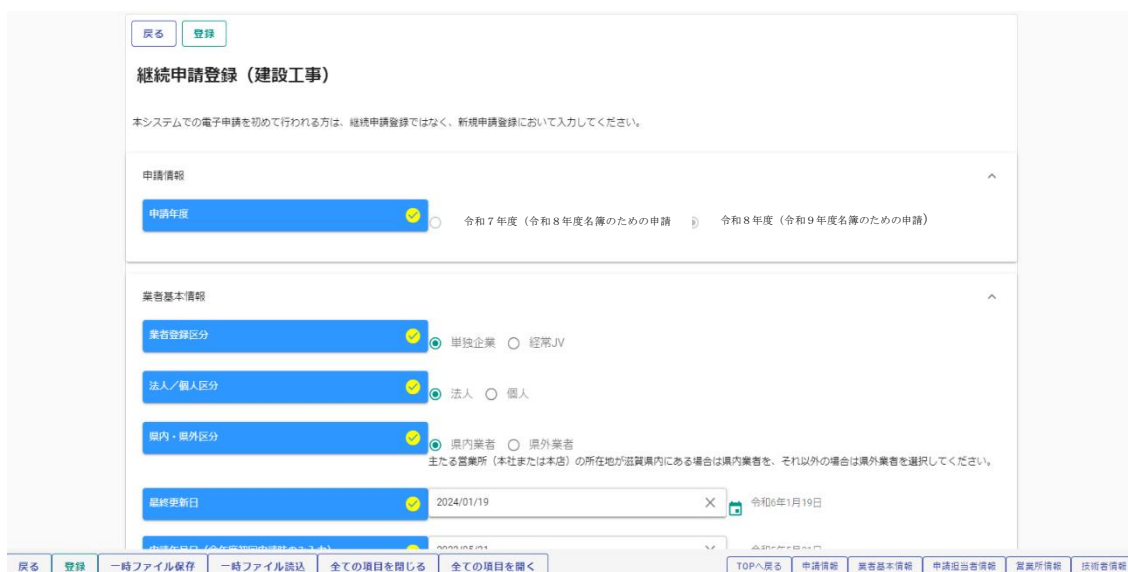 戻る 登録
継続申請登録（建設工事）
本システムでの電子申請を初めて行われる方は、継続申請登録ではなく、新規申請登録において入力してください。
申請情報
申請年度 令和７年度（令和８年度名簿のための申請 令和８年度（令和９年度名簿のための申請）
業者基本情報
業者登録区分 単独企業 経常JV
法人／個人区分 法人 個人
県内・県外区分 県内業者 県外業者
主たる営業所（本社または本店）の所在地が滋賀県内にある場合は県内業者を、それ以外の場合は県外業者を選択してください。
最終更新日 2024/01/19 令和6年1月19日
戻る 登録 一時ファイル保存 一時ファイル読込 全ての項目を閉じる 全ての項目を開く TOPへ戻る 申請情報 業者基本情報 申請担当者情報 営業所情報 技術者情報